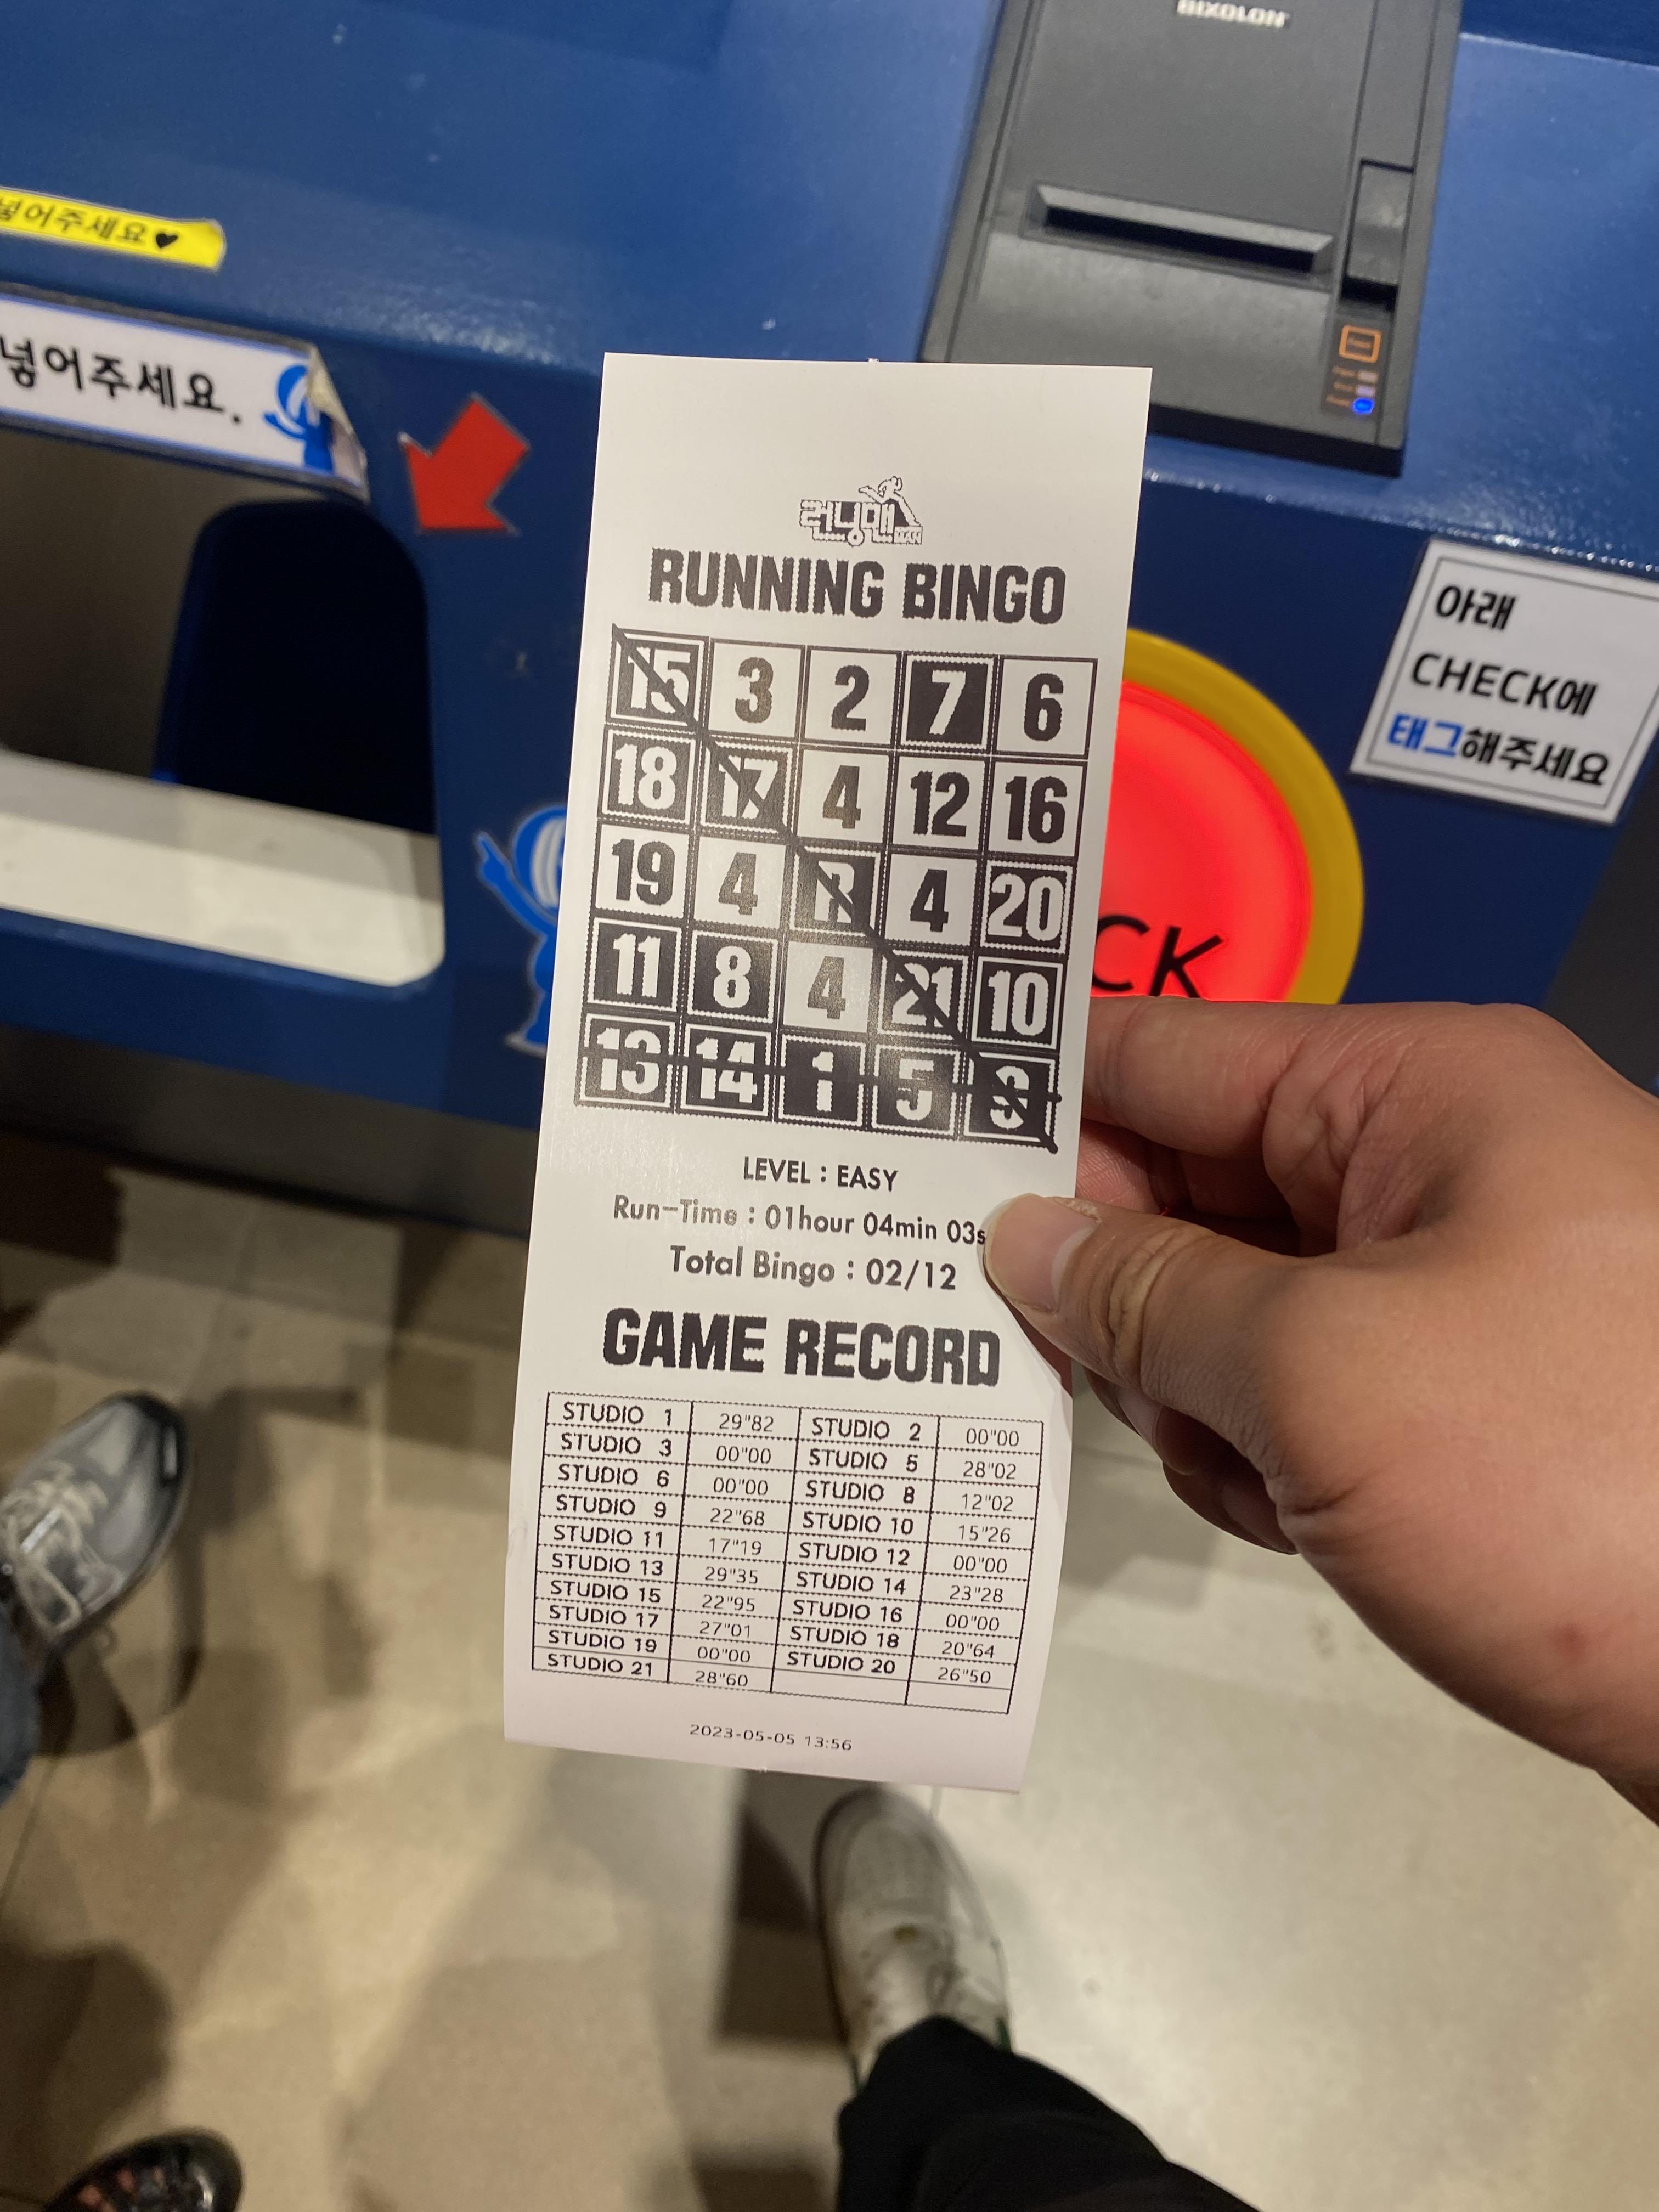 BIXOLON
넣어주세요♥
넣어주세요.
아래
CHECK에
태그해주세요
CK
러닝맨
RUNNING BINGO
15 3 2 7 6
18 17 4 12 16
19 4 4 20
11 8 4 21 10
13 14 1 5 9
LEVEL : EASY
Run-Time : 01hour 04min 03s
Total Bingo : 02/12
GAME RECORD
STUDIO 1 29"82 STUDIO 2 00"00
STUDIO 3 00"00 STUDIO 5 28"02
STUDIO 6 00"00 STUDIO 8 12"02
STUDIO 9 22"68 STUDIO 10 15"26
STUDIO 11 17"19 STUDIO 12 00"00
STUDIO 13 29"35 STUDIO 14 23"28
STUDIO 15 22"95 STUDIO 16 00"00
STUDIO 17 27"01 STUDIO 18 20"64
STUDIO 19 00"00 STUDIO 20 26"50
STUDIO 21 28"60
2023-05-05 13:56